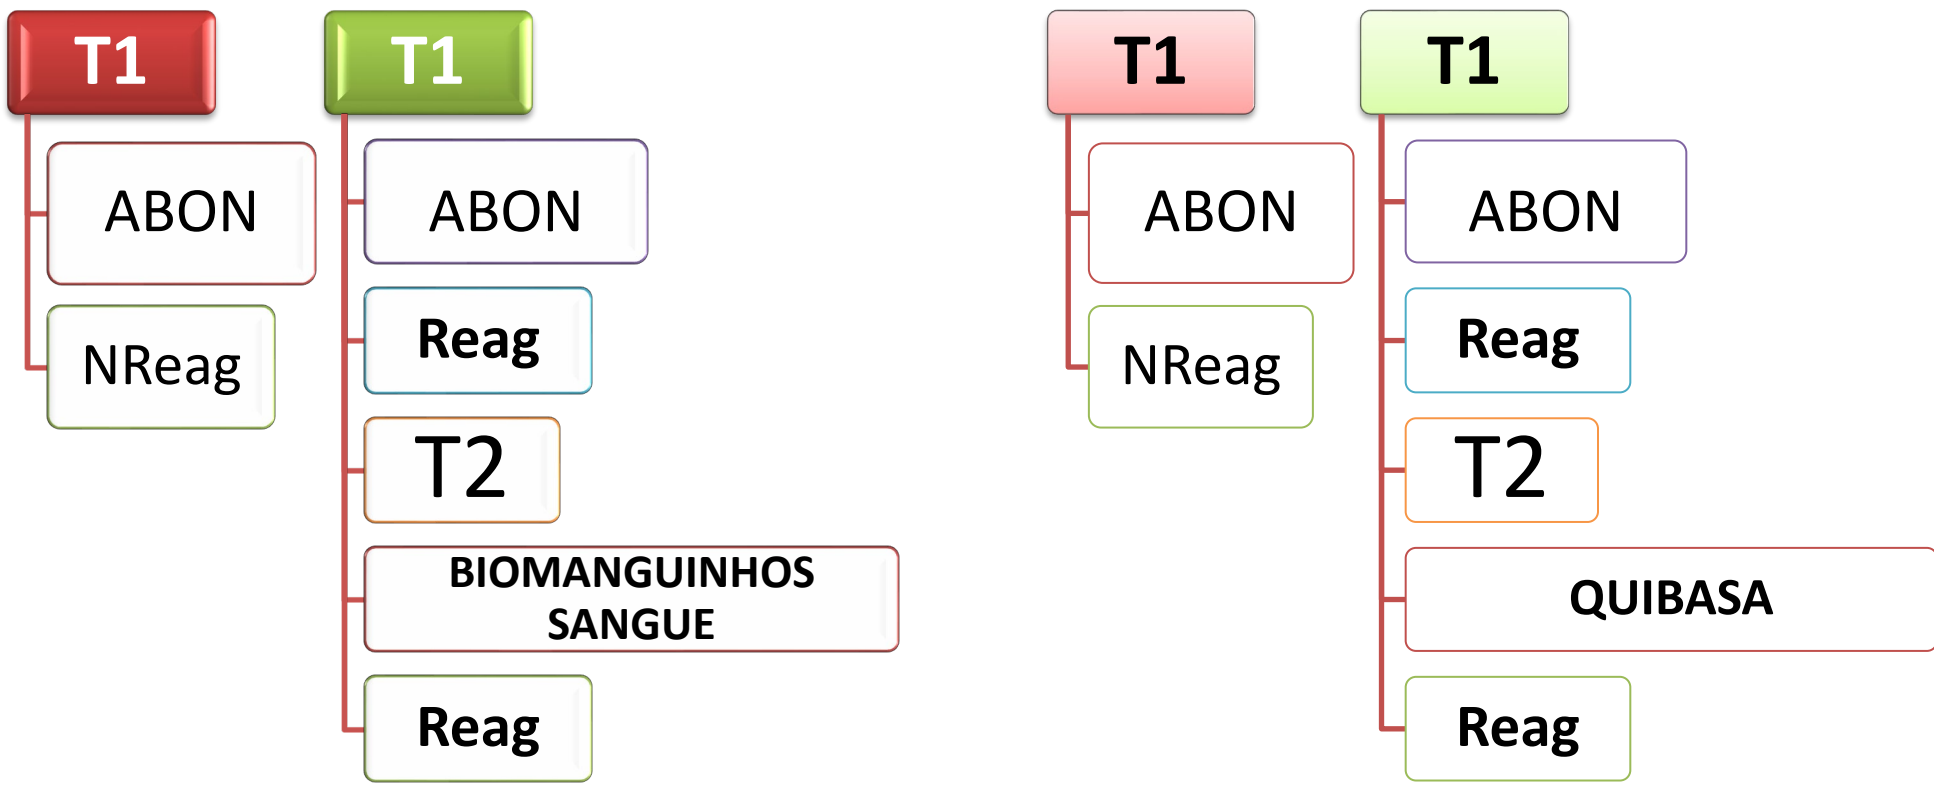 T1
ABON
NReag
T1
ABON
Reag
T2
BIOMANGUINHOS
SANGUE
Reag
T1
ABON
NReag
T1
ABON
Reag
T2
QUIBASA
Reag